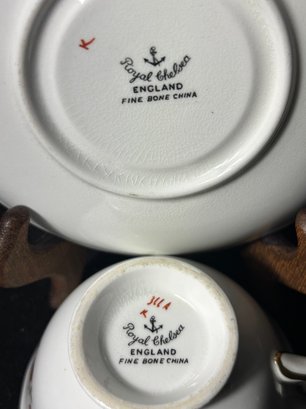 K
Royal Chelsea
ENGLAND
FINE BONE CHINA
K
Royal Chelsea
ENGLAND
FINE BONE CHINA